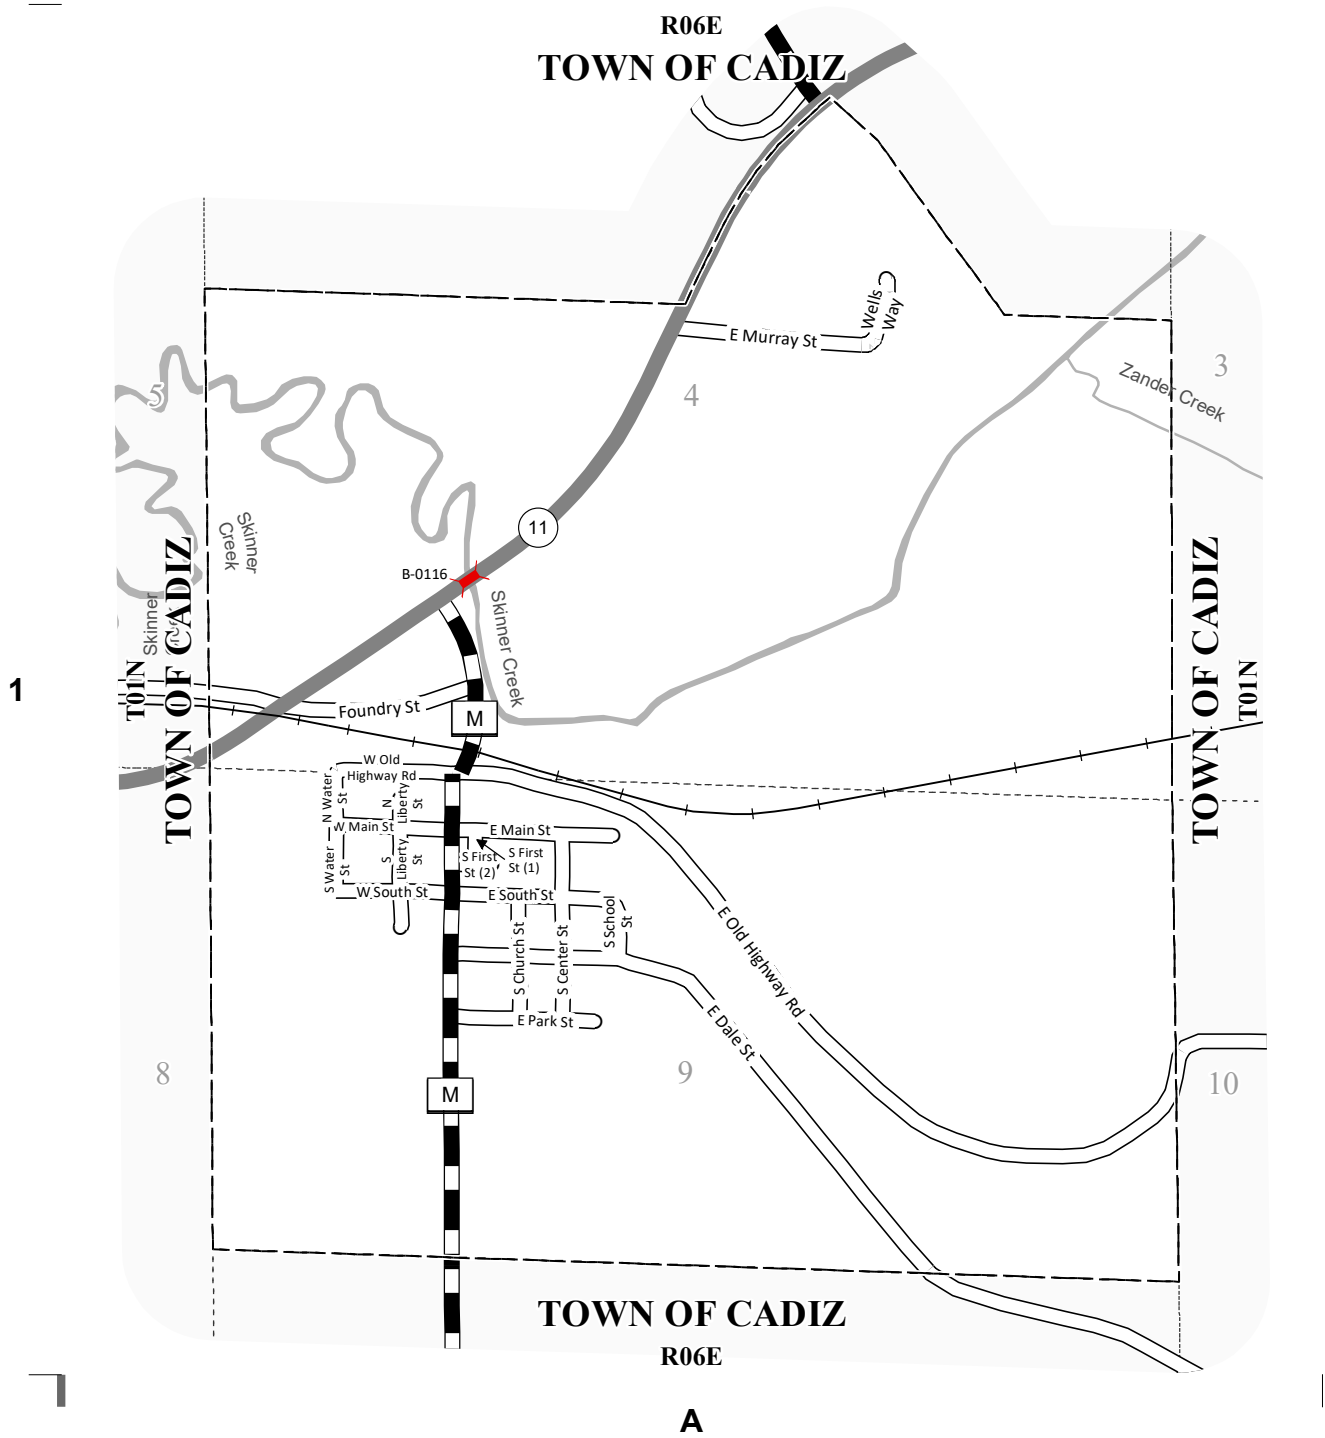 R06E
TOWN OF CADIZ
Wells
Way
E Murray St
3
Zander Creek
5
4
Skinner
Creek
11
B-0116
Skinner
Skinner Creek
TOWN OF CADIZ
TOWN OF CADIZ
T01N
T01N
1
Foundry St
M
W Old
Highway Rd
N Water
St
N
Liberty
St
W Main St
E Main St
S First
St (2)
S First
St (1)
S Water
St
S
Liberty
St
W South St
E South St
S School
St
S Church St
S Center St
E Old Highway Rd
E Park St
E Dale St
8
9
10
M
TOWN OF CADIZ
R06E
A